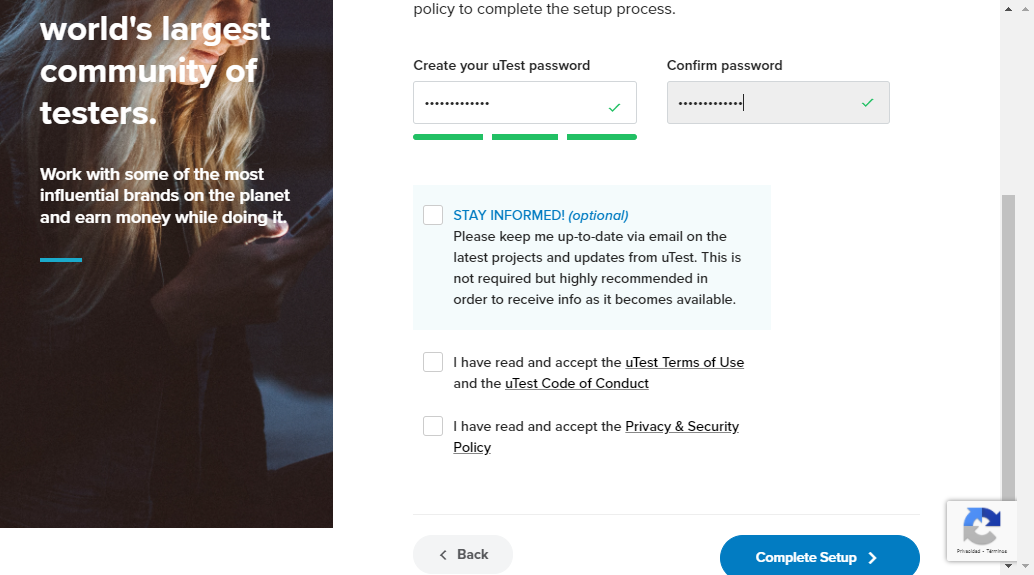 world's largest
community of
testers.
Work with some of the most
influential brands on the planet
and earn money while doing it.
policy to complete the setup process.
Create your uTest password
Confirm password
•••••••••••••
•••••••••••••
STAY INFORMED! (optional)
Please keep me up-to-date via email on the
latest projects and updates from uTest. This is
not required but highly recommended in
order to receive info as it becomes available.
I have read and accept the uTest Terms of Use
and the uTest Code of Conduct
I have read and accept the Privacy & Security
Policy
Back
Complete Setup
Privacidad - Términos